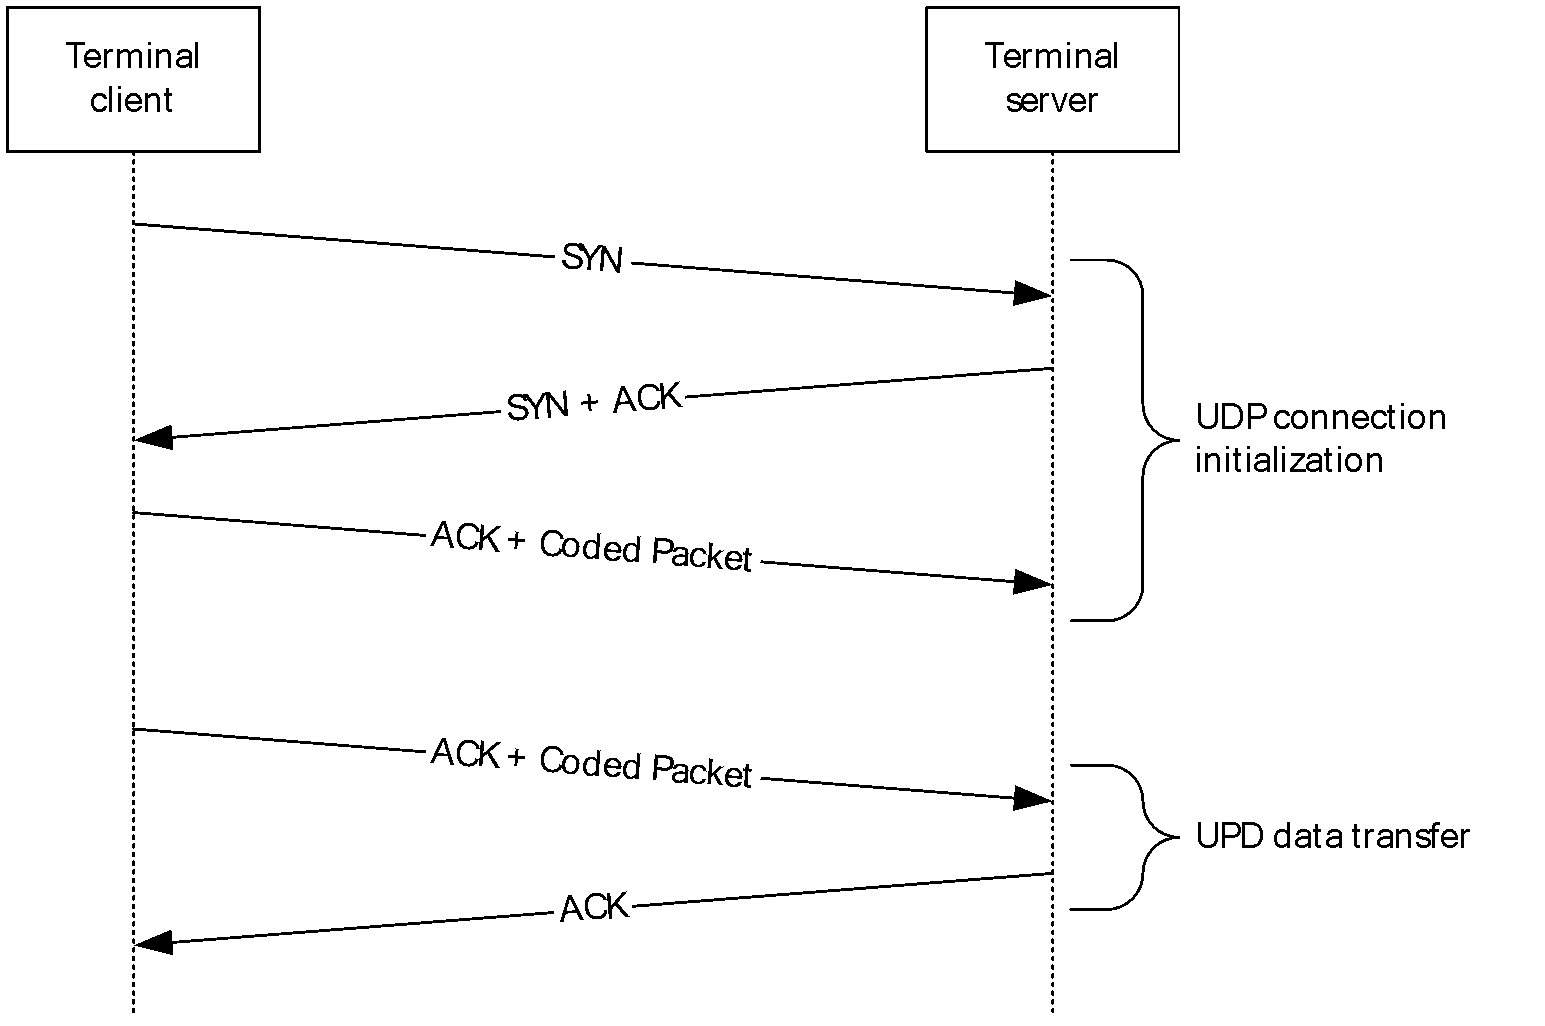 Terminal
client
Terminal
server
SYN
SYN + ACK
UDP connection
initialization
ACK + Coded Packet
ACK + Coded Packet
UPD data transfer
ACK